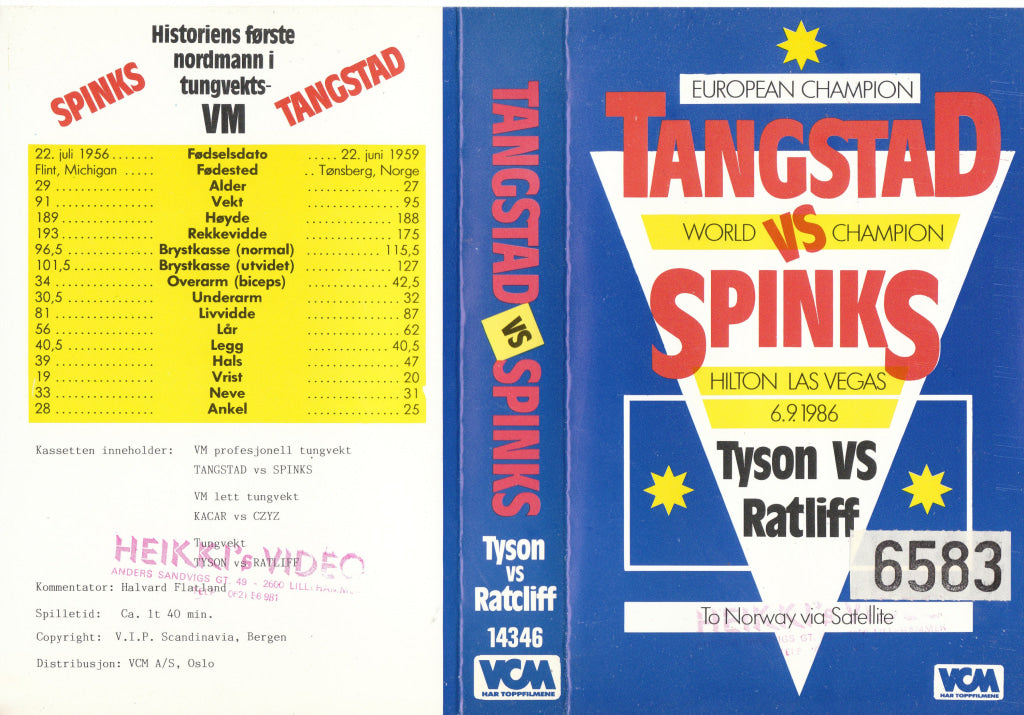 Historiens første
nordmann i
tungvekts-
VM
SPINKS
TANGSTAD
22. juli 1956 ....... Fødselsdato ..... 22. juni 1959
Flint, Michigan ..... Fødested .. Tønsberg, Norge
29 Alder 27
91 Vekt 95
189 Høyde 188
193 Rekkevidde 175
96,5 Brystkasse (normal) 115,5
101,5 Brystkasse (utvidet) 127
34 Overarm (biceps) 42,5
30,5 Underarm 32
81 Livvidde 87
56 Lår 62
40,5 Legg 40,5
39 Hals 47
19 Vrist 20
33 Neve 31
28 Ankel 25
Kassetten inneholder: VM profesjonell tungvekt
TANGSTAD vs SPINKS
VM lett tungvekt
KACAR vs CZYZ
Tungvekt
TYSON vs RATLIFF
HEIKKI's VIDEO
ANDERS SANDVIGS GT. 49 - 2600 LILLEHAMMER
Kommentator: Halvard Flatland
Spilletid: Ca. lt 40 min.
Copyright: V.I.P. Scandinavia, Bergen
Distribusjon: VCM A/S, Oslo
TANGSTAD VS SPINKS
Tyson
vs
Ratcliff
14346
VCM
HAR TOPPFILMENE
EUROPEAN CHAMPION
TANGSTAD
WORLD VS CHAMPION
SPINKS
HILTON LAS VEGAS
6.9.1986
Tyson VS
Ratliff
6583
To Norway via Satellite
VCM
HAR TOPPFILMENE